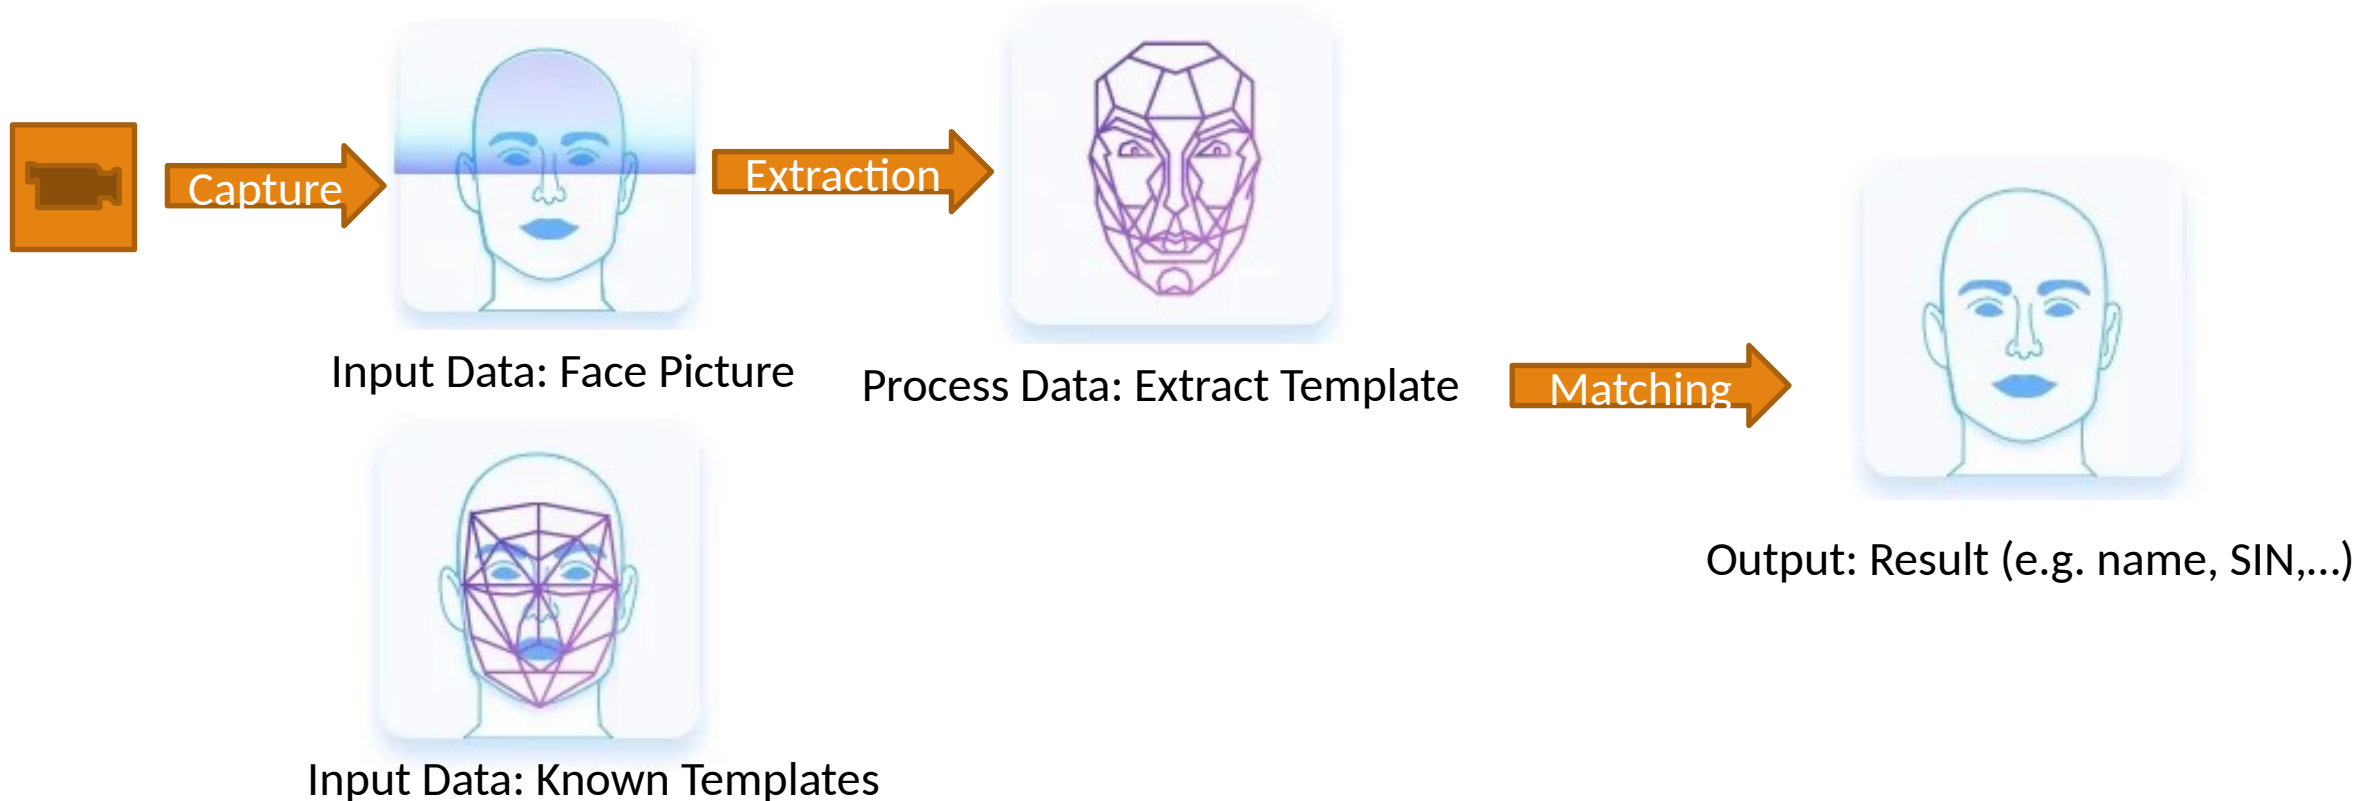 Capture
Extraction
Input Data: Face Picture
Process Data: Extract Template
Matching
Output: Result (e.g. name, SIN,...)
Input Data: Known Templates